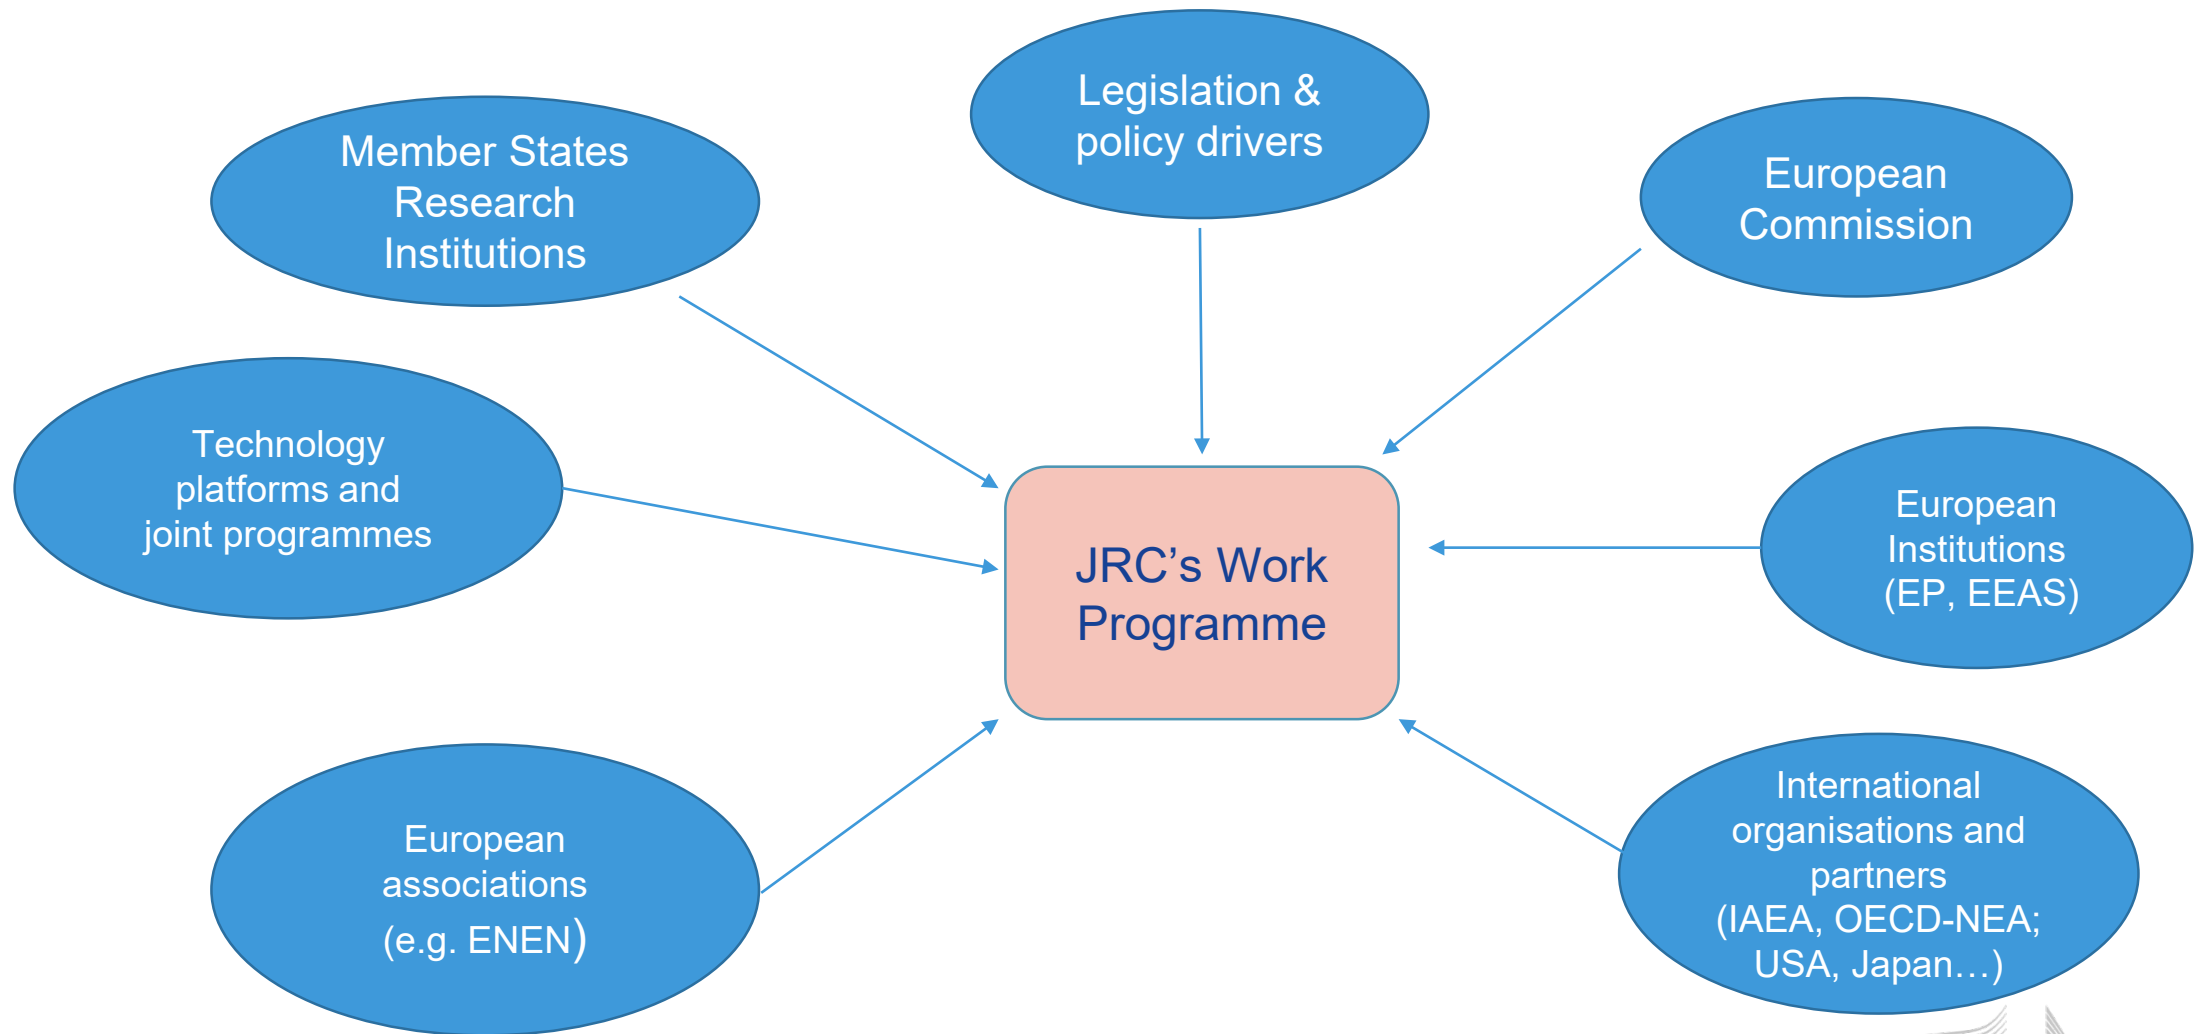 Legislation &
policy drivers
Member States
Research
Institutions
European
Commission
Technology
platforms and
joint programmes
European
Institutions
(EP, EEAS)
JRC’s Work
Programme
European
associations
(e.g. ENEN)
International
organisations and
partners
(IAEA, OECD-NEA;
USA, Japan…)